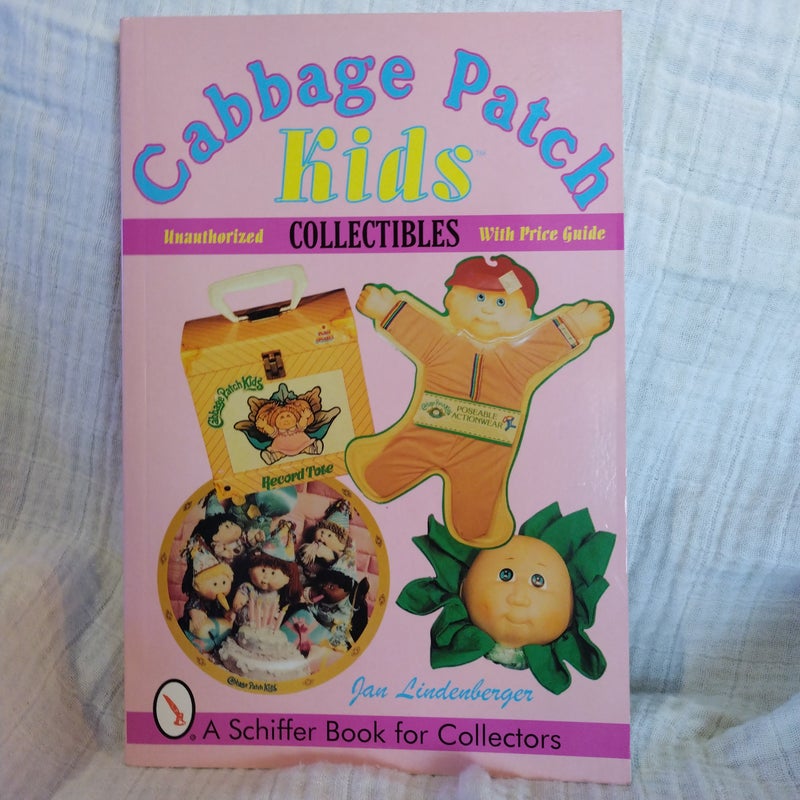 Cabbage Patch
Kids™
Unauthorized COLLECTIBLES With Price Guide
Cabbage Patch Kids
Record Tote
POSEABLE
ACTIONWEAR
Cabbage Patch Kids
Jan Lindenberger
® A Schiffer Book for Collectors